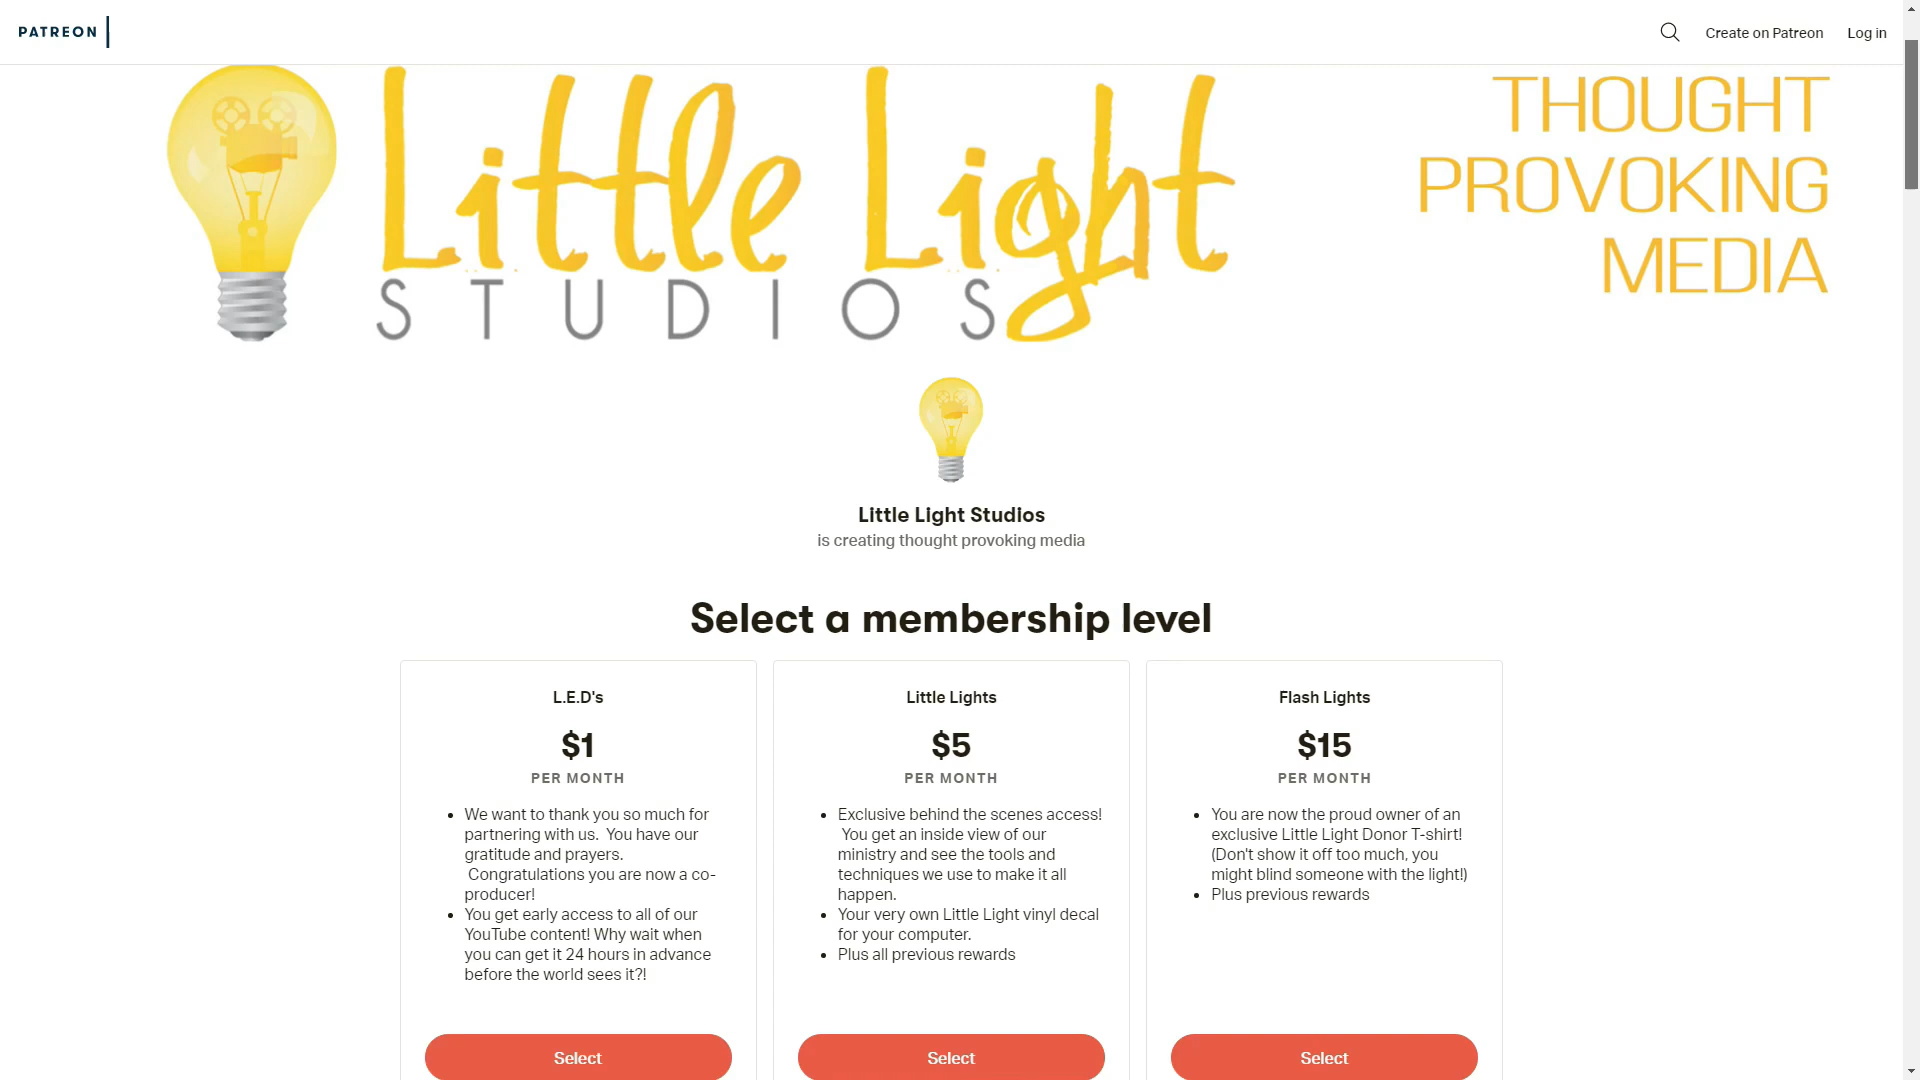 PATREON
Create on Patreon
Log in
Little Light
STUDIOS
THOUGHT
PROVOKING
MEDIA
Little Light Studios
is creating thought provoking media
Select a membership level
L.E.D's
$1
PER MONTH
We want to thank you so much for
partnering with us.  You have our
gratitude and prayers.
Congratulations you are now a co-
producer!
You get early access to all of our
YouTube content! Why wait when
you can get it 24 hours in advance
before the world sees it?!
Select
Little Lights
$5
PER MONTH
Exclusive behind the scenes access!
You get an inside view of our
ministry and see the tools and
techniques we use to make it all
happen.
Your very own Little Light vinyl decal
for your computer.
Plus all previous rewards
Select
Flash Lights
$15
PER MONTH
You are now the proud owner of an
exclusive Little Light Donor T-shirt!
(Don't show it off too much, you
might blind someone with the light!)
Plus previous rewards
Select